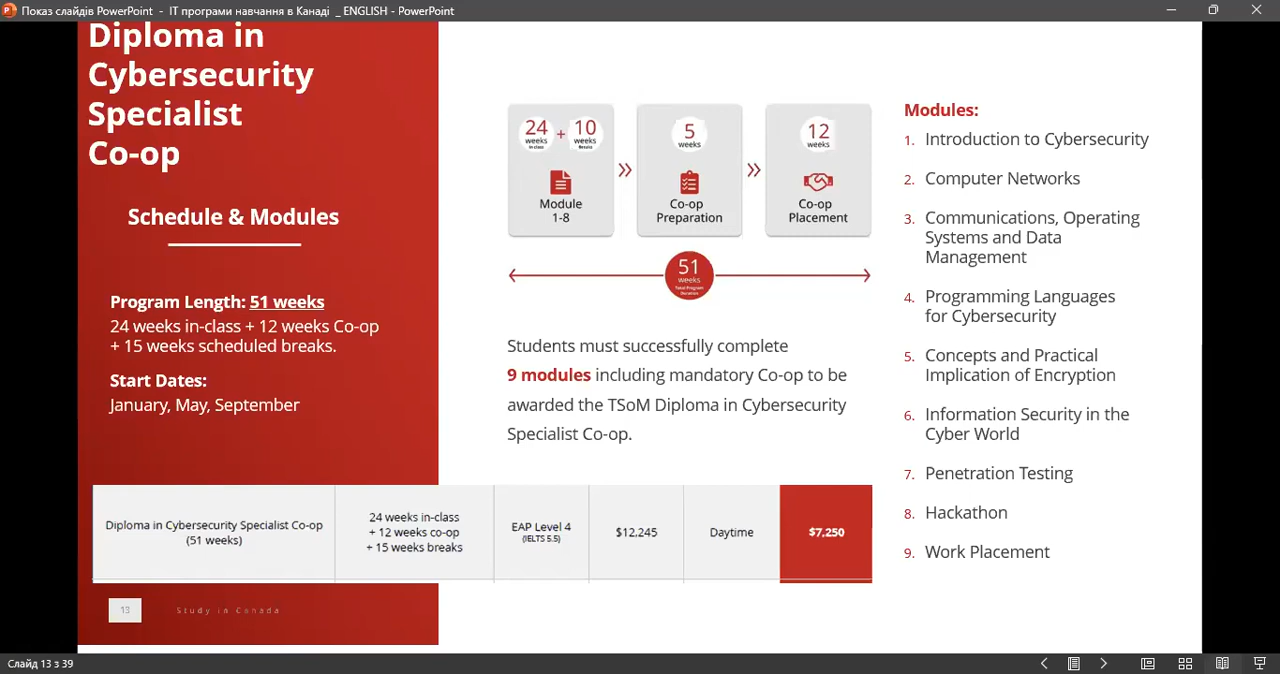 Показ слайдів PowerPoint - ІТ програми навчання в Канаді _ ENGLISH - PowerPoint
Diploma in
Cybersecurity
Specialist
Co-op
Schedule & Modules
Program Length: 51 weeks
24 weeks in-class + 12 weeks Co-op
+ 15 weeks scheduled breaks.
Start Dates:
January, May, September
24 + 10
weeks weeks
in class Breaks
Module
1-8
5
weeks
Co-op
Preparation
12
weeks
Co-op
Placement
51
weeks
Total Program
Duration
Students must successfully complete
9 modules including mandatory Co-op to be
awarded the TSoM Diploma in Cybersecurity
Specialist Co-op.
Modules:
1. Introduction to Cybersecurity
2. Computer Networks
3. Communications, Operating
Systems and Data
Management
4. Programming Languages
for Cybersecurity
5. Concepts and Practical
Implication of Encryption
6. Information Security in the
Cyber World
7. Penetration Testing
8. Hackathon
9. Work Placement
Diploma in Cybersecurity Specialist Co-op
(51 weeks)
24 weeks in-class
+ 12 weeks co-op
+ 15 weeks breaks
EAP Level 4
(IELTS 5.5)
$12,245
Daytime
$7,250
13
Study in Canada
Слайд 13 з 39